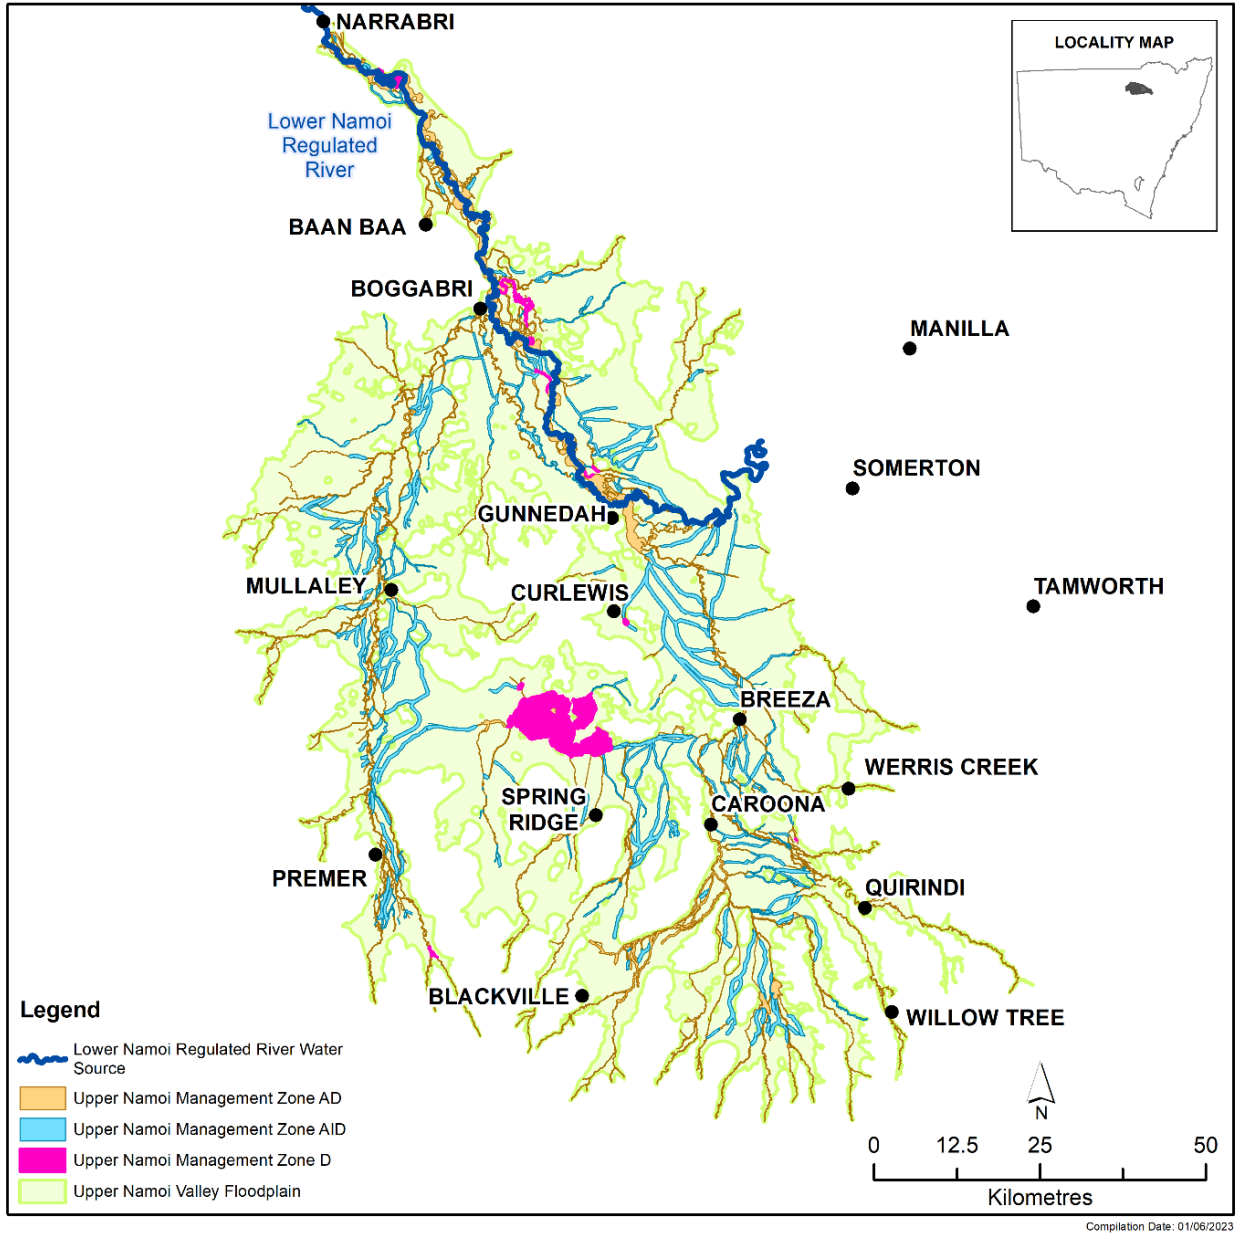 NARRABRI
LOCALITY MAP
Lower Namoi
Regulated
River
BAAN BAA
BOGGABRI
MANILLA
SOMERTON
GUNNEDAH
MULLALEY
CURLEWIS
TAMWORTH
BREEZA
WERRIS CREEK
SPRING
RIDGE
CAROONA
PREMER
QUIRINDI
BLACKVILLE
WILLOW TREE
Legend
Lower Namoi Regulated River Water
Source
Upper Namoi Management Zone AD
Upper Namoi Management Zone AID
Upper Namoi Management Zone D
Upper Namoi Valley Floodplain
N
0 12.5 25 50
Kilometres
Compilation Date: 01/06/2023